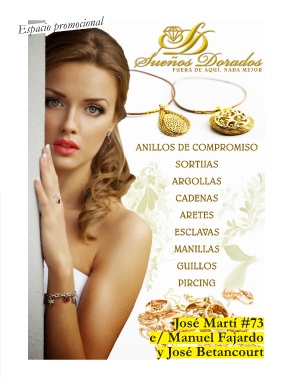 Espacio promocional
SD
Sueños Dorados
FUERA DE AQUÍ, NADA MEJOR
ANILLOS DE COMPROMISO
SORTIJAS
ARGOLLAS
CADENAS
ARETES
ESCLAVAS
MANILLAS
GUILLOS
PIRCING
José Martí #73
e/ Manuel Fajardo
y José Betancourt